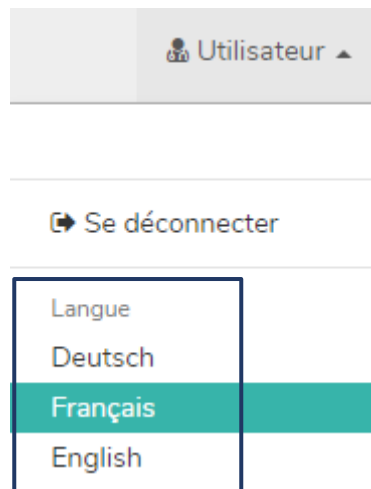 Utilisateur
Se déconnecter
Langue
Deutsch
Français
English